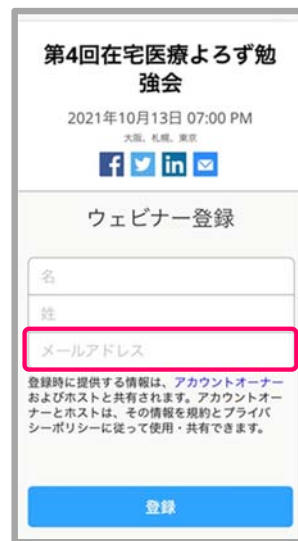 第4回在宅医療よろず勉
強会
2021年10月13日 07:00 PM
大阪、札幌、東京
ウェビナー登録
名
姓
メールアドレス
登録時に提供する情報は、アカウントオーナー
およびホストと共有されます。アカウントオー
ナーとホストは、その情報を規約とプライバ
シーポリシーに従って使用・共有できます。
登録